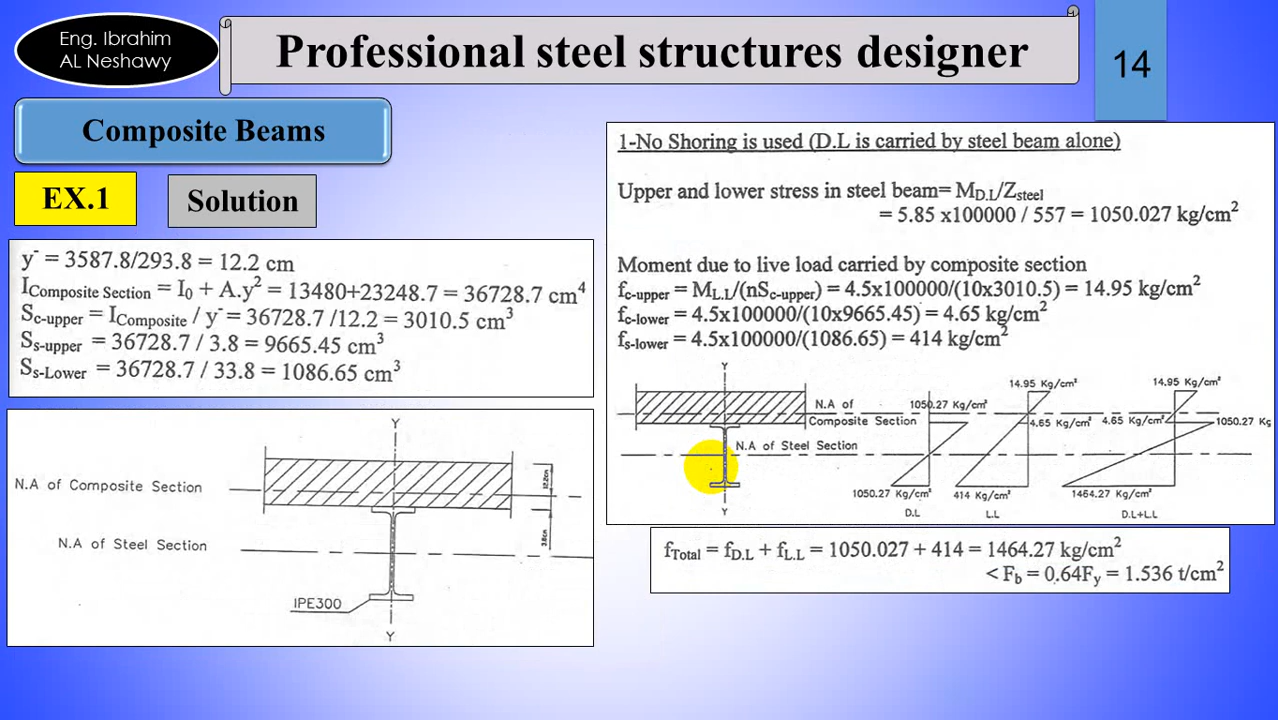 Eng. Ibrahim
AL Neshawy
Professional steel structures designer
14
Composite Beams
EX.1
Solution
y⁻ = 3587.8/293.8 = 12.2 cm
I_Composite Section = I₀ + A.y² = 13480+23248.7 = 36728.7 cm⁴
S_c-upper = I_Composite / y⁻ = 36728.7 /12.2 = 3010.5 cm³
S_s-upper = 36728.7 / 3.8 = 9665.45 cm³
S_s-Lower = 36728.7 / 33.8 = 1086.65 cm³
Y
N.A of Composite Section
12.2cm
3.8cm
N.A of Steel Section
IPE300
Y
1-No Shoring is used (D.L is carried by steel beam alone)
Upper and lower stress in steel beam= M_D.L/Z_steel
= 5.85 x100000 / 557 = 1050.027 kg/cm²
Moment due to live load carried by composite section
f_c-upper = M_L.L/(nS_c-upper) = 4.5x100000/(10x3010.5) = 14.95 kg/cm²
f_c-lower = 4.5x100000/(10x9665.45) = 4.65 kg/cm²
f_s-lower = 4.5x100000/(1086.65) = 414 kg/cm²
Y
14.95 Kg/cm²
14.95 Kg/cm²
N.A of
Composite Section
1050.27 Kg/cm²
4.65 Kg/cm²
4.65 Kg/cm²
1050.27 Kg
N.A of Steel Section
1050.27 Kg/cm²
414 Kg/cm²
1464.27 Kg/cm²
Y
D.L
L.L
D.L+L.L
f_Total = f_D.L + f_L.L = 1050.027 + 414 = 1464.27 kg/cm²
< F_b = 0.64F_y = 1.536 t/cm²